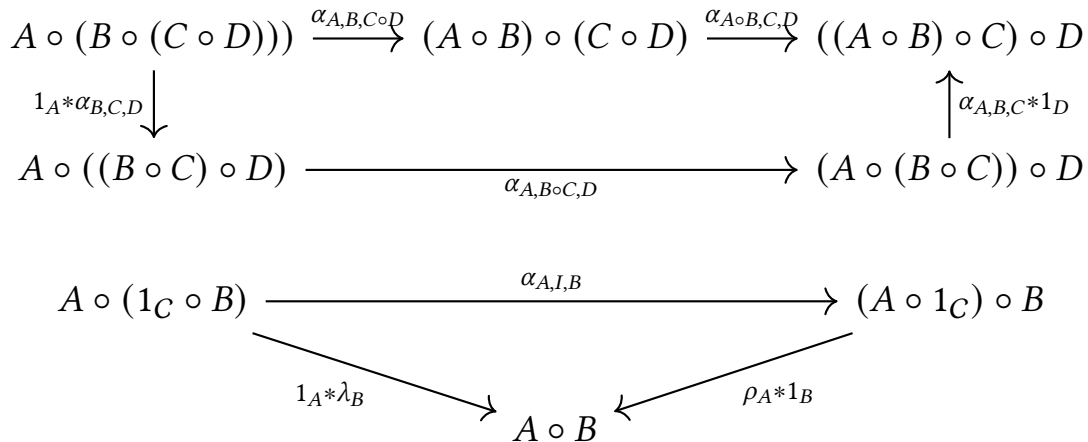 A ∘ (B ∘ (C ∘ D))) α_{A,B,C∘D} (A ∘ B) ∘ (C ∘ D) α_{A∘B,C,D} ((A ∘ B) ∘ C) ∘ D
1_A*α_{B,C,D} α_{A,B,C}*1_D
A ∘ ((B ∘ C) ∘ D) α_{A,B∘C,D} (A ∘ (B ∘ C)) ∘ D
A ∘ (1_C ∘ B) α_{A,I,B} (A ∘ 1_C) ∘ B
1_A*λ_B ρ_A*1_B
A ∘ B